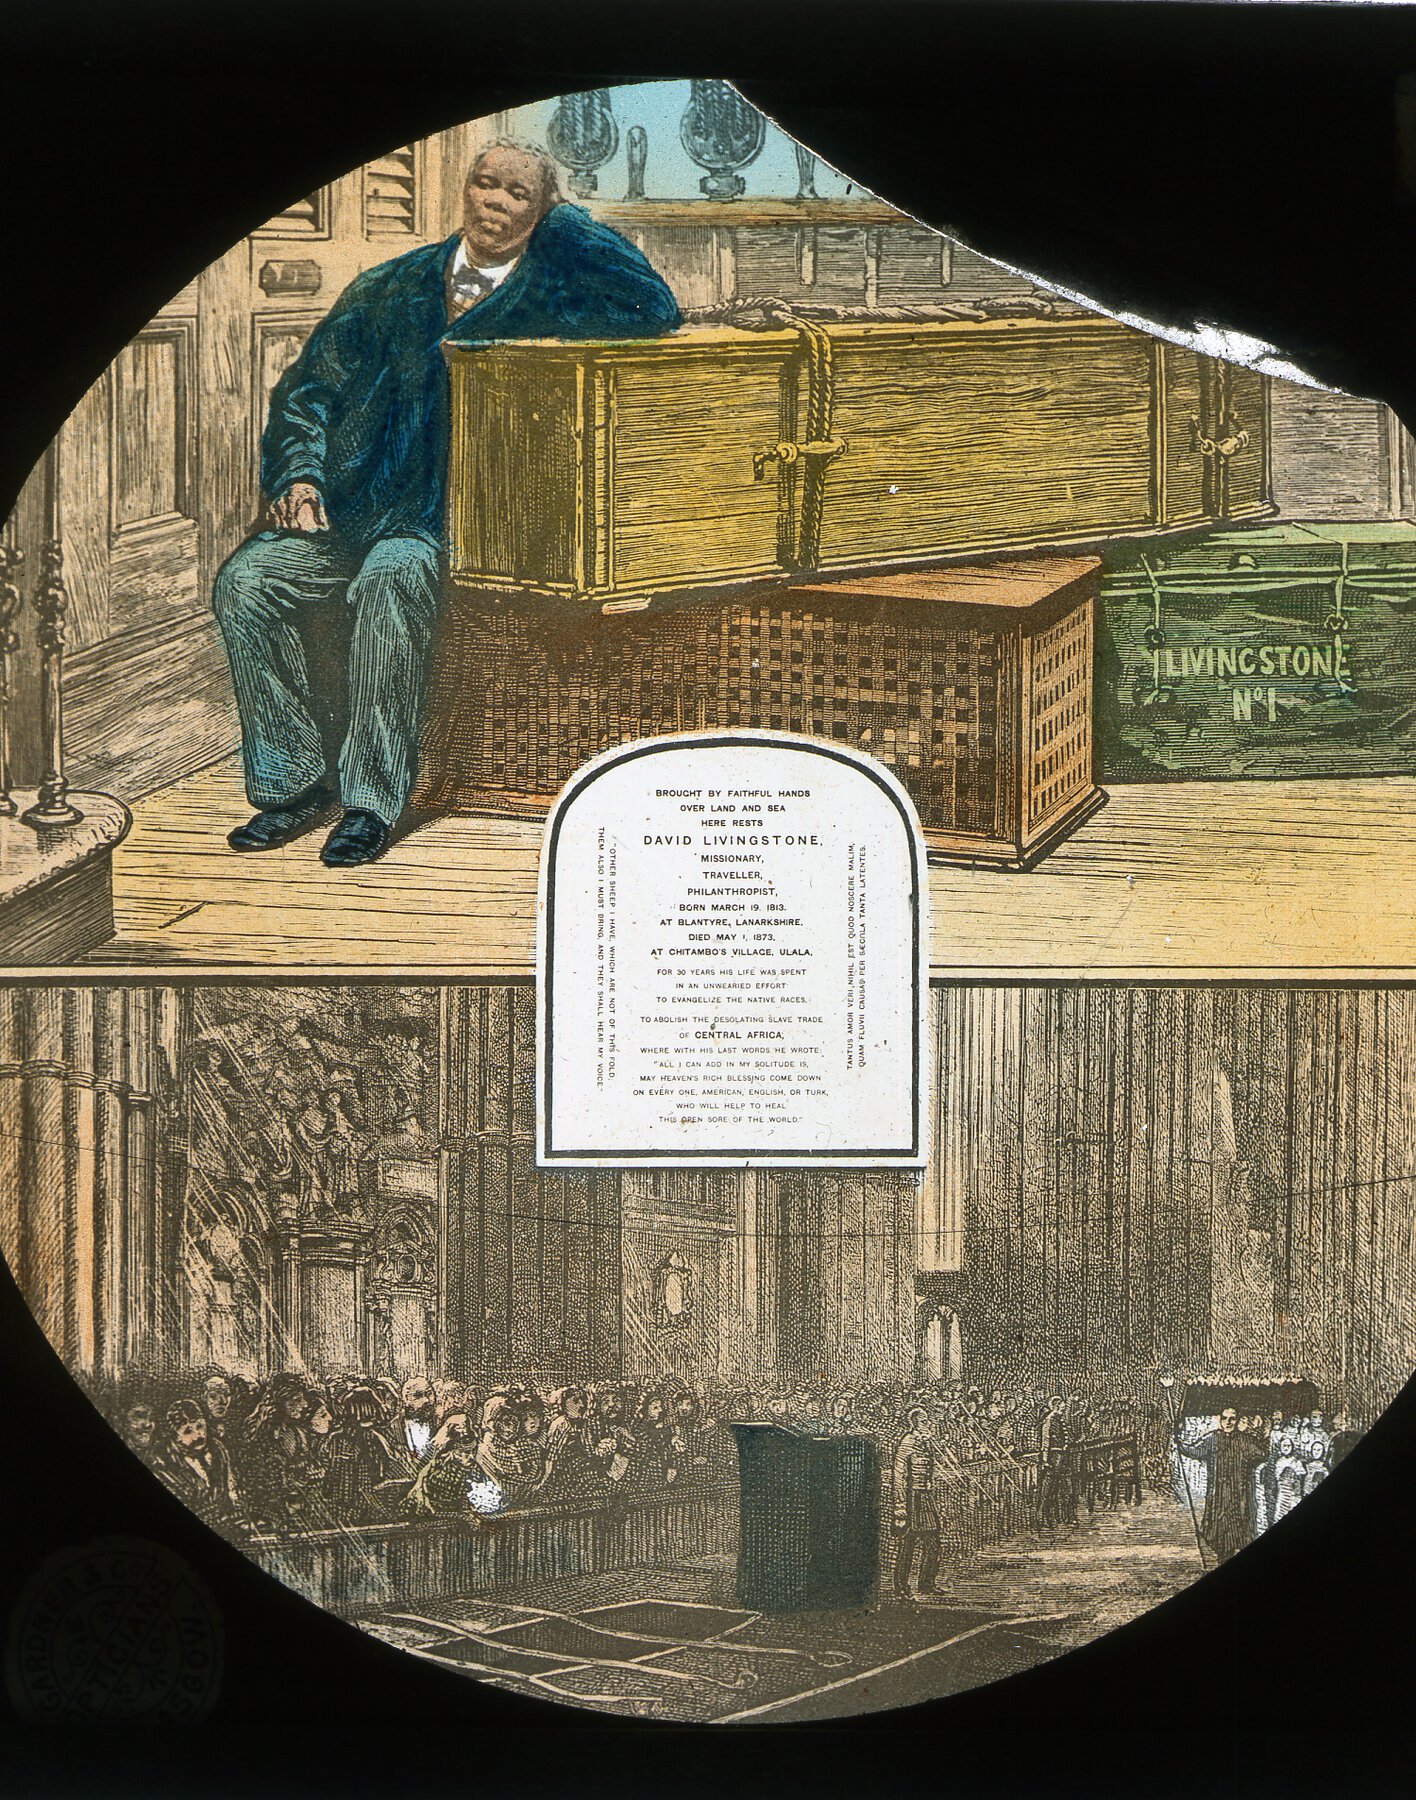 LIVINGSTONE
No 1
BROUGHT BY FAITHFUL HANDS
OVER LAND AND SEA
HERE RESTS
DAVID LIVINGSTONE,
MISSIONARY,
TRAVELLER,
PHILANTHROPIST,
BORN MARCH 19. 1813.
AT BLANTYRE, LANARKSHIRE.
DIED MAY 1, 1873,
AT CHITAMBO'S VILLAGE, ULALA,
FOR 30 YEARS HIS LIFE WAS SPENT
IN AN UNWEARIED EFFORT
TO EVANGELIZE THE NATIVE RACES,
TO ABOLISH THE DESOLATING SLAVE TRADE
OF CENTRAL AFRICA,
WHERE WITH HIS LAST WORDS HE WROTE:
"ALL I CAN ADD IN MY SOLITUDE IS,
MAY HEAVEN'S RICH BLESSING COME DOWN
ON EVERY ONE, AMERICAN, ENGLISH, OR TURK,
WHO WILL HELP TO HEAL
THIS OPEN SORE OF THE WORLD."
"OTHER SHEEP I HAVE, WHICH ARE NOT OF THIS FOLD,
THEM ALSO I MUST BRING, AND THEY SHALL HEAR MY VOICE."
TANTUS AMOR VERI, NIHIL EST QUOD NOSCERE MALIM,
QUAM FLUVII CAUSAS PER SÆCULA TANTA LATENTES.
GARDNER & CO
OPTICIANS